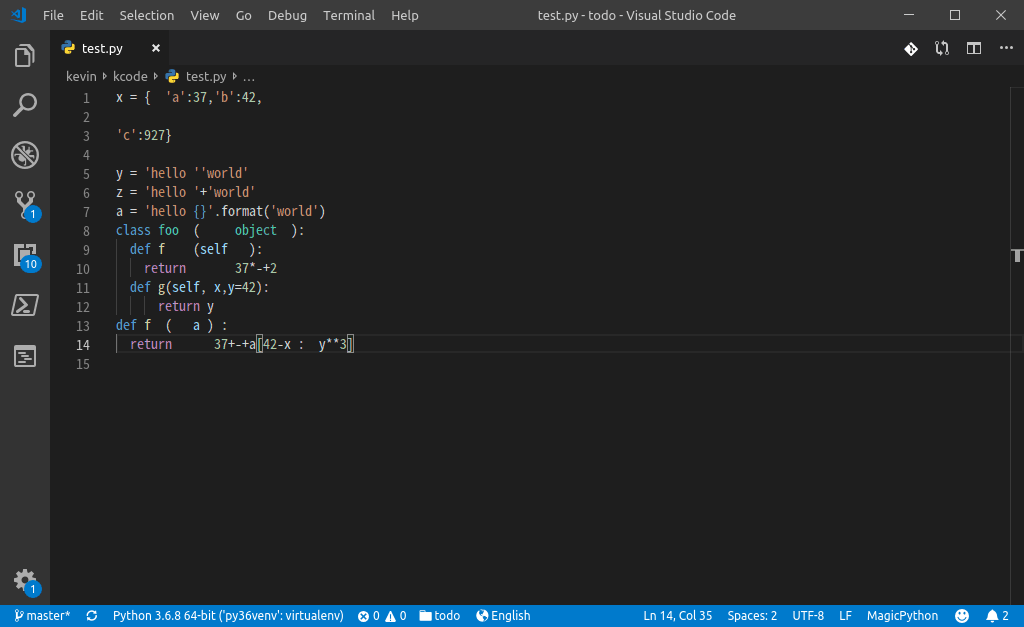 File Edit Selection View Go Debug Terminal Help test.py - todo - Visual Studio Code
test.py
kevin kcode test.py ...
1 x = {  'a':37,'b':42,
2
3 'c':927}
4
5 y = 'hello ''world'
6 z = 'hello '+'world'
7 a = 'hello {}'.format('world')
8 class foo  (     object  ):
9   def f    (self   ):
10     return       37*-+2
11   def g(self, x,y=42):
12       return y
13 def f  (   a ) :
14   return      37+-+a[42-x :  y**3]
15
1
10
1
master* Python 3.6.8 64-bit ('py36venv': virtualenv) 0 0 todo English Ln 14, Col 35 Spaces: 2 UTF-8 LF MagicPython 2